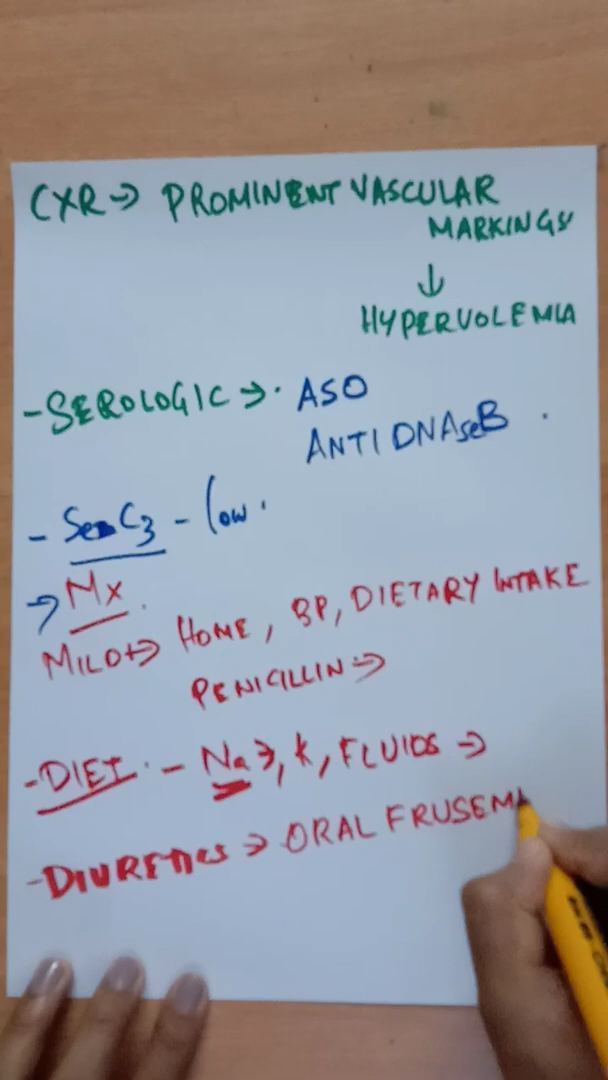 CXR → PROMINENT VASCULAR
MARKINGS
↓
HYPERVOLEMIA
- SEROLOGIC → · ASO
ANTI DNAseB .
- C3 - low .
→ Mx .
MILD → HOME, BP, DIETARY INTAKE
PENICILLIN →
- DIET · - Na →, K, FLUIDS →
- DIURETICS → ORAL FRUSEM